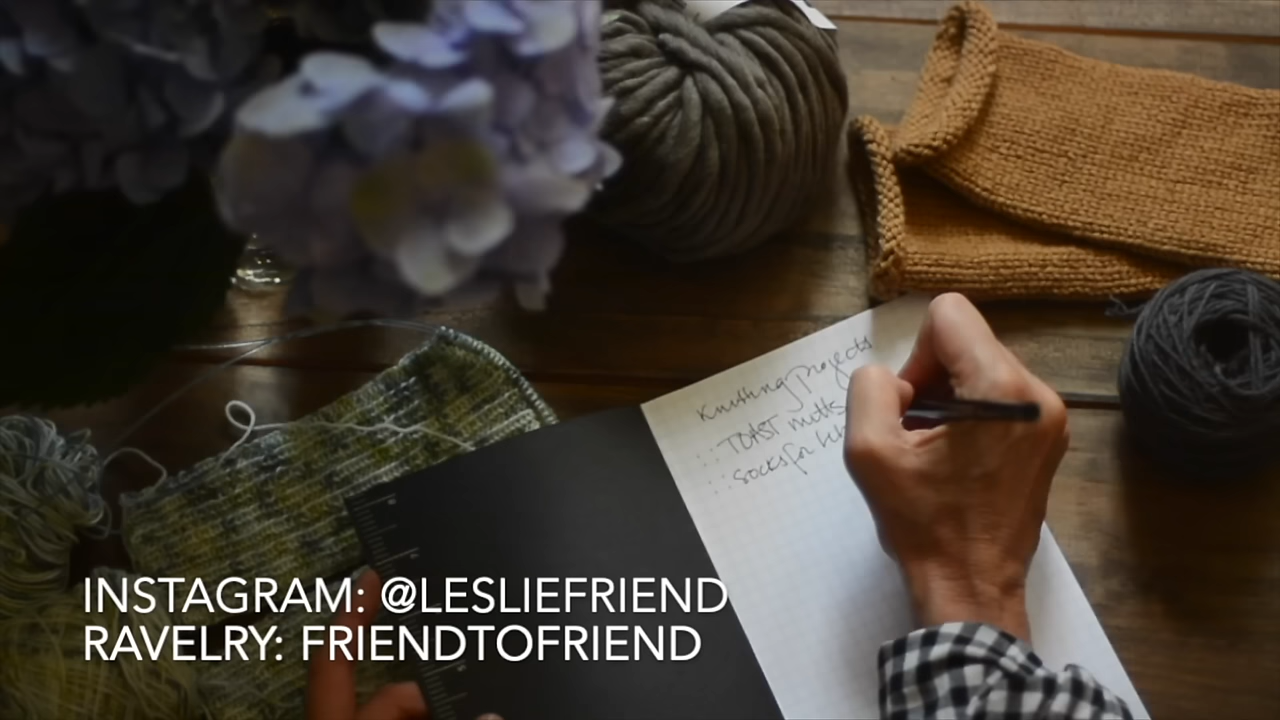 Knitting projects
:: TOAST mitts
:: socks for
INSTAGRAM: @LESLIEFRIEND
RAVELRY: FRIENDTOFRIEND